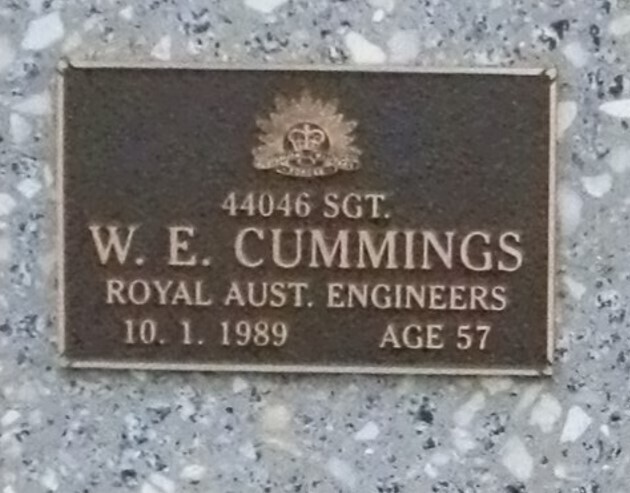 44046 SGT.
W. E. CUMMINGS
ROYAL AUST. ENGINEERS
10. 1. 1989 AGE 57